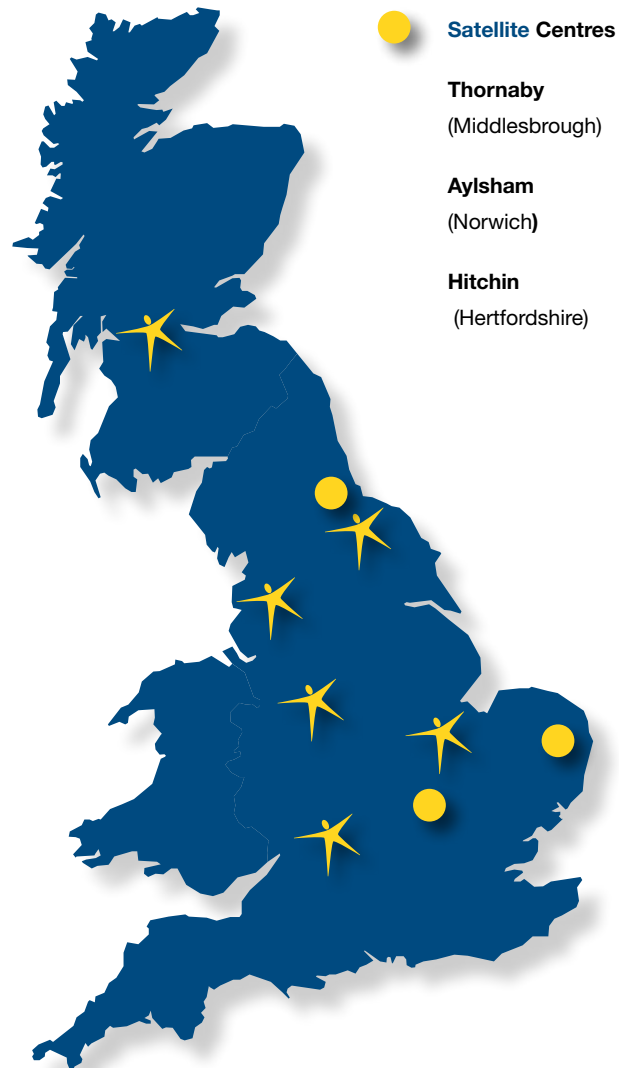 Satellite Centres
Thornaby
(Middlesbrough)
Aylsham
(Norwich)
Hitchin
(Hertfordshire)